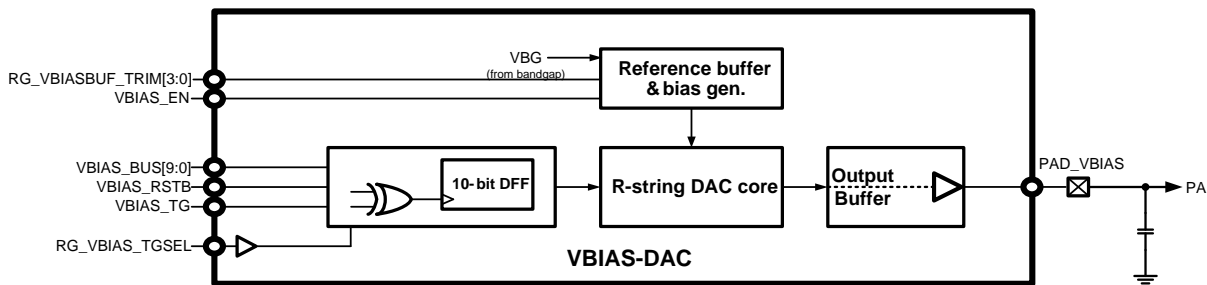 VBG
(from bandgap)
Reference buffer
& bias gen.
RG_VBIASBUF_TRIM[3:0]
VBIAS_EN
VBIAS_BUS[9:0]
VBIAS_RSTB
VBIAS_TG
RG_VBIAS_TGSEL
10-bit DFF
R-string DAC core
Output
Buffer
PAD_VBIAS
PA
VBIAS-DAC